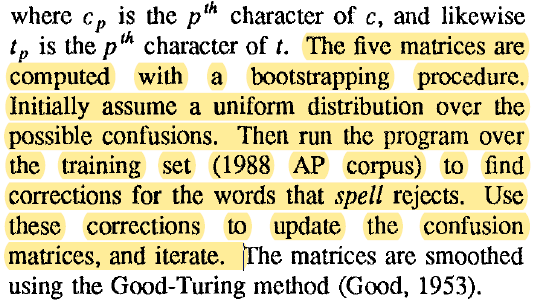 where c_p is the p^th character of c, and likewise
t_p is the p^th character of t. The five matrices are
computed with a bootstrapping procedure.
Initially assume a uniform distribution over the
possible confusions. Then run the program over
the training set (1988 AP corpus) to find
corrections for the words that spell rejects. Use
these corrections to update the confusion
matrices, and iterate. The matrices are smoothed
using the Good-Turing method (Good, 1953).